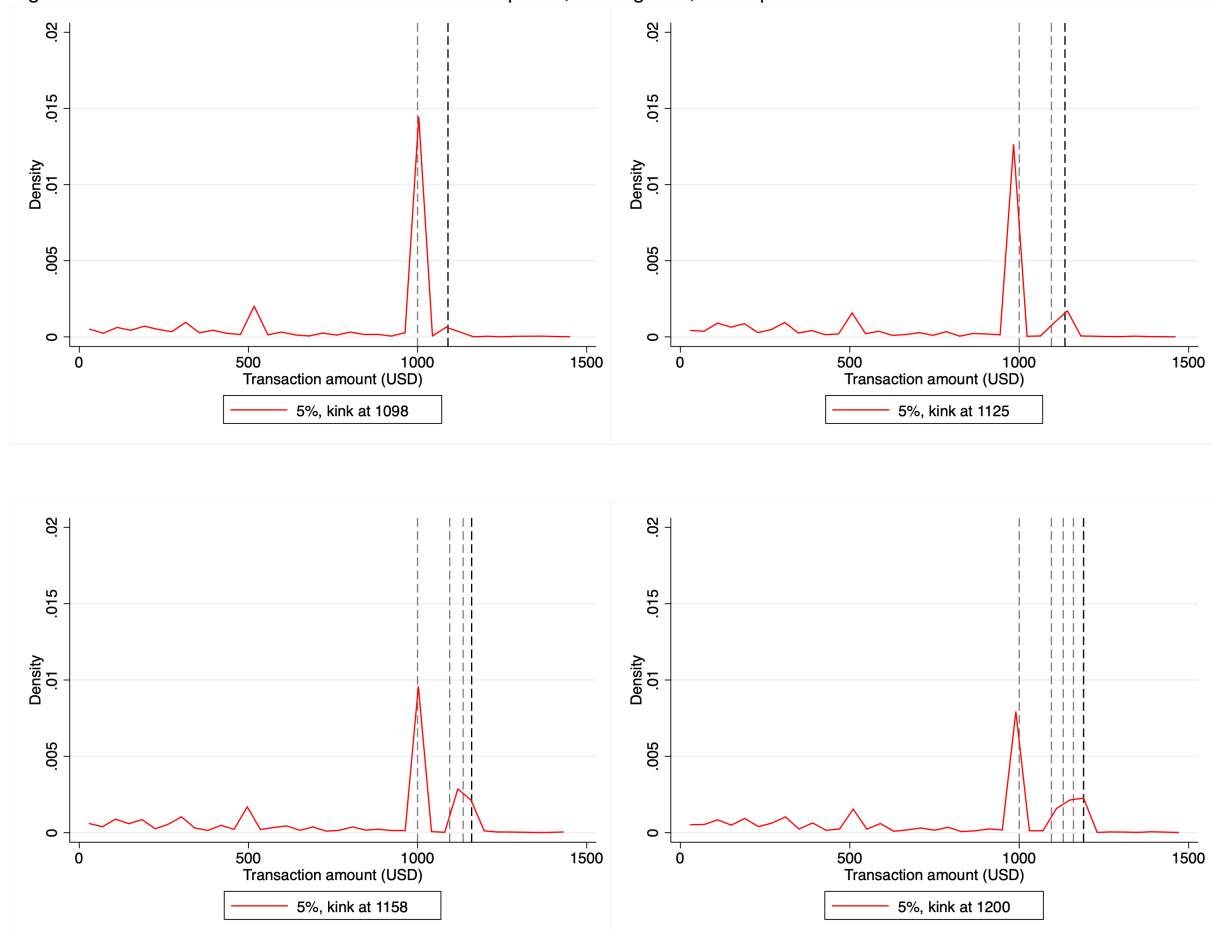 .02
.015
.01
.005
0
Density
0 500 1000 1500
Transaction amount (USD)
5%, kink at 1098
.02
.015
.01
.005
0
Density
0 500 1000 1500
Transaction amount (USD)
5%, kink at 1125
.02
.015
.01
.005
0
Density
0 500 1000 1500
Transaction amount (USD)
5%, kink at 1158
.02
.015
.01
.005
0
Density
0 500 1000 1500
Transaction amount (USD)
5%, kink at 1200